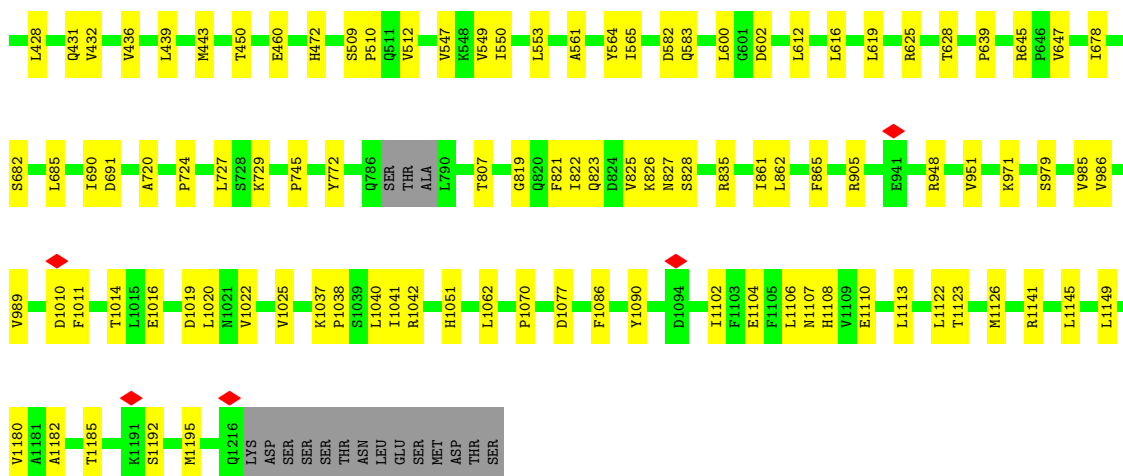 L428 Q431 V432 V436 L439 M443 T450 E460 H472 S509 P510 Q511 V512 V547 K548 V549 I550 L553 A561 Y564 I565 D582 Q583 L600 G601 D602 L612 L616 L619 R625 T628 P639 R645 P646 V647 I678
S682 L685 I690 D691 A720 P724 L727 S728 K729 P745 Y772 Q786 SER THR ALA L790 T807 G819 Q820 F821 I822 Q823 D824 V825 K826 N827 S828 R835 I861 L862 F865 R905 E941 R948 V951 K971 S979 V985 V986
V989 D1010 F1011 T1014 L1015 E1016 D1019 L1020 N1021 V1022 V1025 K1037 P1038 S1039 L1040 I1041 R1042 H1051 L1062 P1070 D1077 F1086 Y1090 D1094 I1102 F1103 E1104 F1105 L1106 N1107 H1108 V1109 E1110 L1113 L1122 T1123 M1126 R1141 L1145 L1149
V1180 A1181 A1182 T1185 K1191 S1192 M1195 Q1216 LYS ASP SER SER SER THR ASN LEU GLU SER MET ASP THR SER